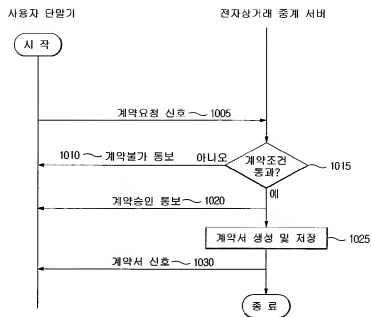 사용자 단말기
전자상거래 중계 서버
시 작
계약요청 신호 1005
1010 계약불가 통보
아니오
계약조건
통과?
1015
예
계약승인 통보 1020
계약서 생성 및 저장 1025
계약서 신호 1030
종 료